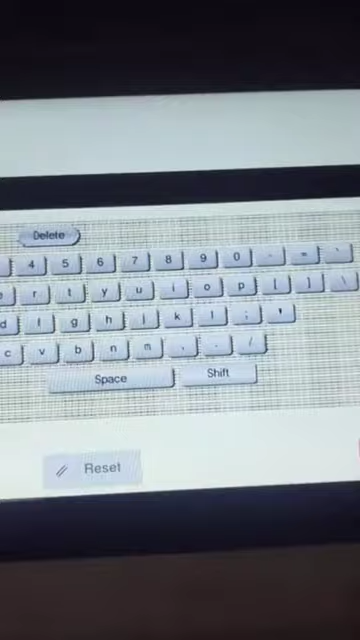 Delete
4 5 6 7 8 9 0 - = `
r t y u i o p [ ] \
d f g h j k l ; '
c v b n m , . /
Space Shift
Reset